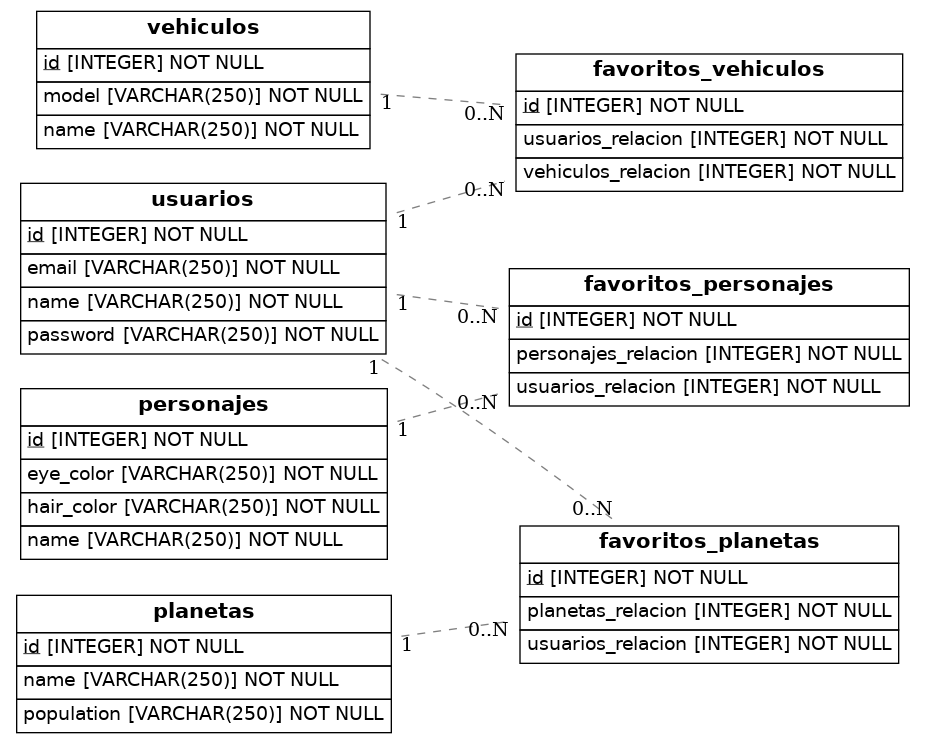 vehiculos
id [INTEGER] NOT NULL
model [VARCHAR(250)] NOT NULL
name [VARCHAR(250)] NOT NULL
1
0..N
favoritos_vehiculos
id [INTEGER] NOT NULL
usuarios_relacion [INTEGER] NOT NULL
vehiculos_relacion [INTEGER] NOT NULL
usuarios
id [INTEGER] NOT NULL
email [VARCHAR(250)] NOT NULL
name [VARCHAR(250)] NOT NULL
password [VARCHAR(250)] NOT NULL
1
0..N
1
0..N
1
0..N
favoritos_personajes
id [INTEGER] NOT NULL
personajes_relacion [INTEGER] NOT NULL
usuarios_relacion [INTEGER] NOT NULL
personajes
id [INTEGER] NOT NULL
eye_color [VARCHAR(250)] NOT NULL
hair_color [VARCHAR(250)] NOT NULL
name [VARCHAR(250)] NOT NULL
1
0..N
favoritos_planetas
id [INTEGER] NOT NULL
planetas_relacion [INTEGER] NOT NULL
usuarios_relacion [INTEGER] NOT NULL
planetas
id [INTEGER] NOT NULL
name [VARCHAR(250)] NOT NULL
population [VARCHAR(250)] NOT NULL
1
0..N